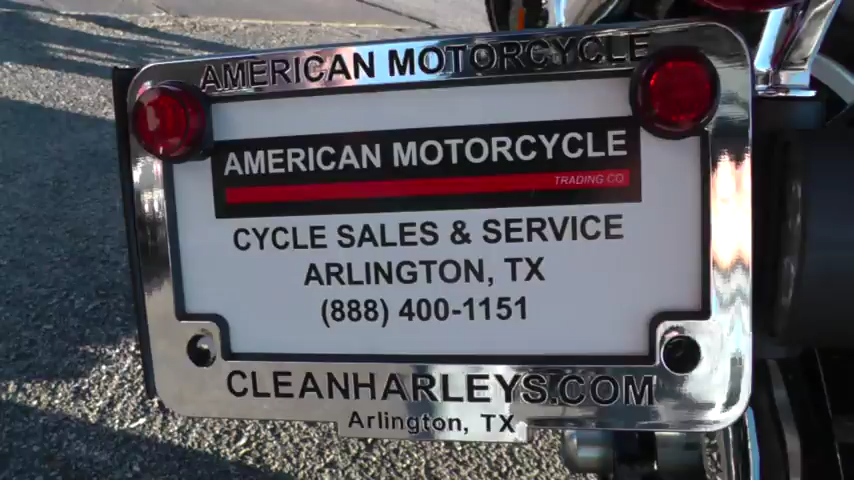 AMERICAN MOTORCYCLE
AMERICAN MOTORCYCLE
TRADING CO.
CYCLE SALES & SERVICE
ARLINGTON, TX
(888) 400-1151
CLEANHARLEYS.COM
Arlington, TX